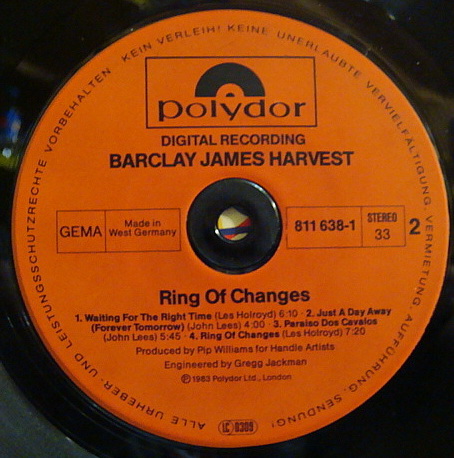 ALLE URHEBER- UND LEISTUNGSSCHUTZRECHTE VORBEHALTEN KEIN VERLEIH! KEINE UNERLAUBTE VERVIELFÄLTIGUNG, VERMIETUNG, AUFFÜHRUNG, SENDUNG!
polydor
DIGITAL RECORDING
BARCLAY JAMES HARVEST
GEMA
Made in
West Germany
811 638-1
STEREO
33
2
Ring Of Changes
1. Waiting For The Right Time (Les Holroyd) 6:10 · 2. Just A Day Away
(Forever Tomorrow) (John Lees) 4:00 · 3. Paraiso Dos Cavalos
(John Lees) 5:45 · 4. Ring Of Changes (Les Holroyd) 7:20
Produced by Pip Williams for Handle Artists
Engineered by Gregg Jackman
℗ 1983 Polydor Ltd., London
LC 0309